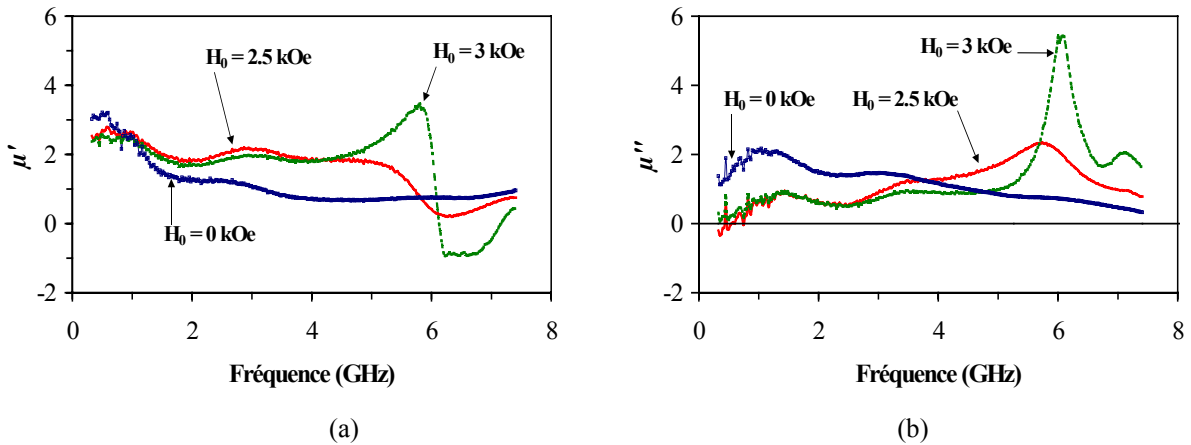 6
4
2
0
-2
μ'
H0 = 2.5 kOe
H0 = 3 kOe
H0 = 0 kOe
0 2 4 6 8
Fréquence (GHz)
(a)
6
4
2
0
-2
μ''
H0 = 3 kOe
H0 = 0 kOe
H0 = 2.5 kOe
0 2 4 6 8
Fréquence (GHz)
(b)